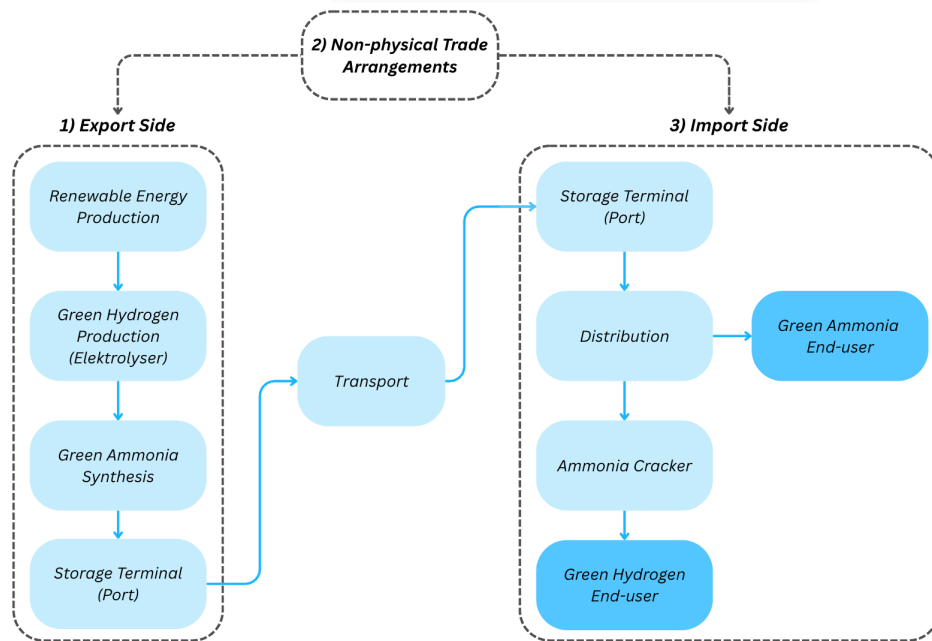 2) Non-physical Trade
Arrangements
1) Export Side
Renewable Energy
Production
Green Hydrogen
Production
(Elektrolyser)
Green Ammonia
Synthesis
Storage Terminal
(Port)
Transport
3) Import Side
Storage Terminal
(Port)
Distribution
Green Ammonia
End-user
Ammonia Cracker
Green Hydrogen
End-user